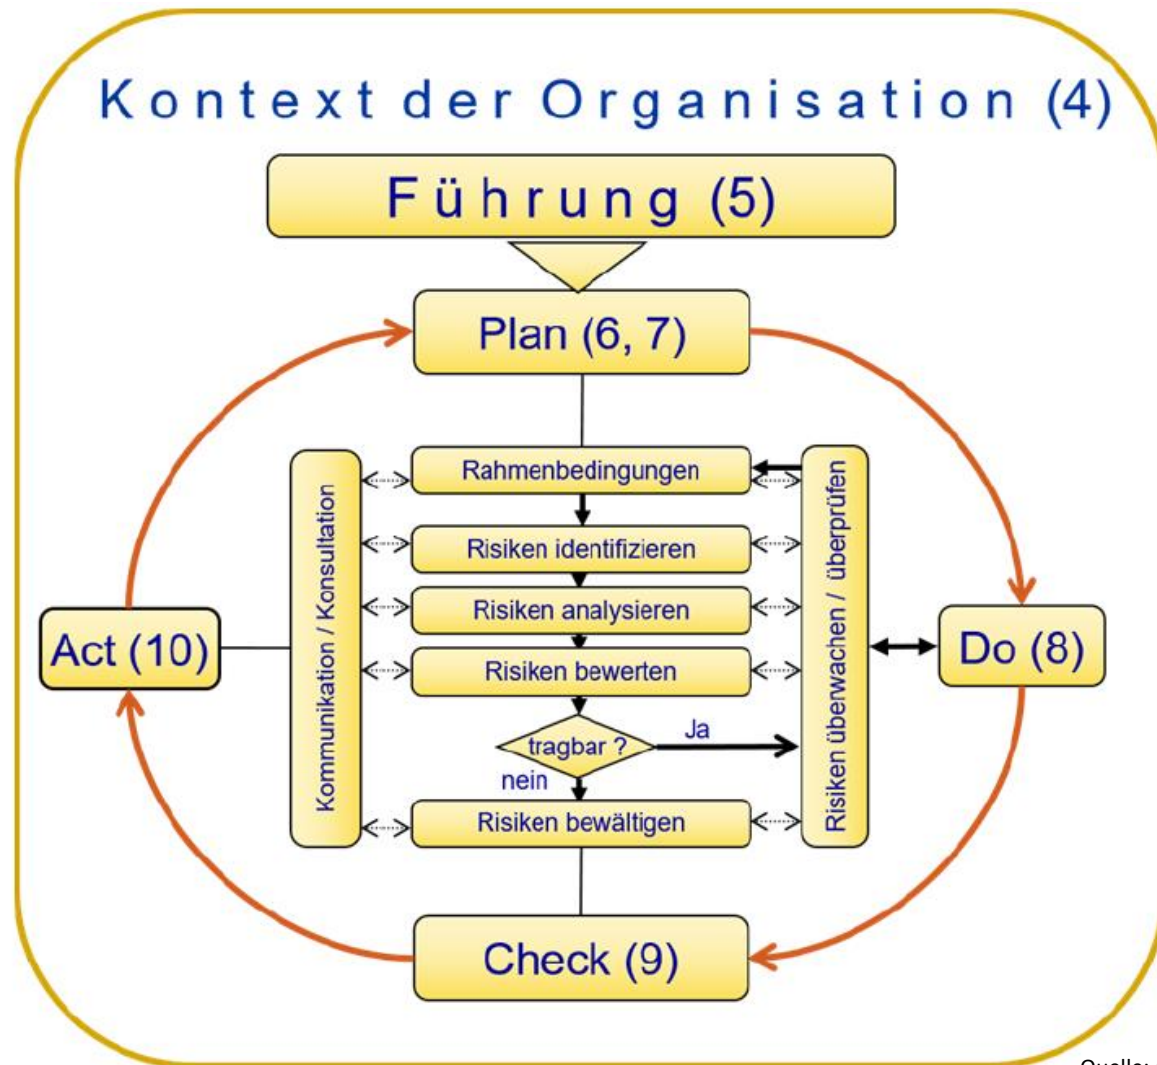 Kontext der Organisation (4)
Führung (5)
Plan (6, 7)
Rahmenbedingungen
Risiken identifizieren
Risiken analysieren
Risiken bewerten
tragbar ?
Ja
nein
Risiken bewältigen
Kommunikation / Konsultation
Risiken überwachen / überprüfen
Act (10)
Do (8)
Check (9)